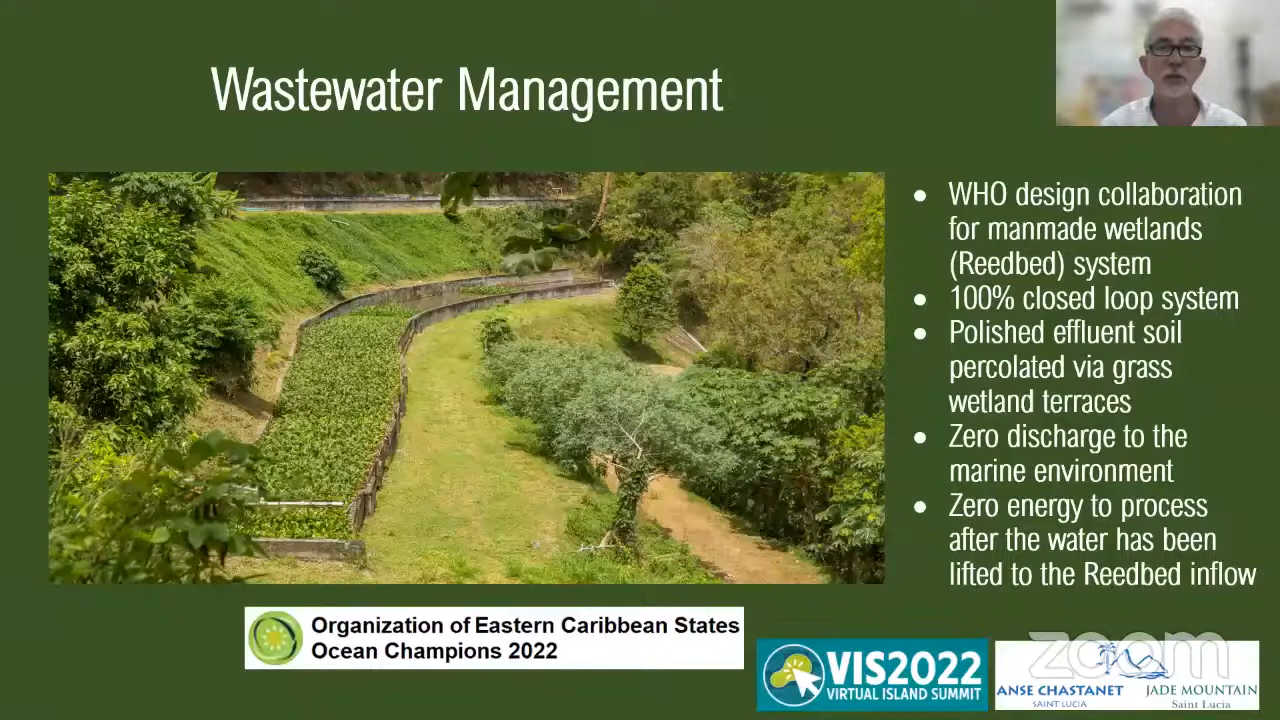 Wastewater Management
• WHO design collaboration
for manmade wetlands
(Reedbed) system
• 100% closed loop system
• Polished effluent soil
percolated via grass
wetland terraces
• Zero discharge to the
marine environment
• Zero energy to process
after the water has been
lifted to the Reedbed inflow
Organization of Eastern Caribbean States
Ocean Champions 2022
VIS2022
VIRTUAL ISLAND SUMMIT
zoom
ANSE CHASTANET
SAINT LUCIA
JADE MOUNTAIN
Saint Lucia